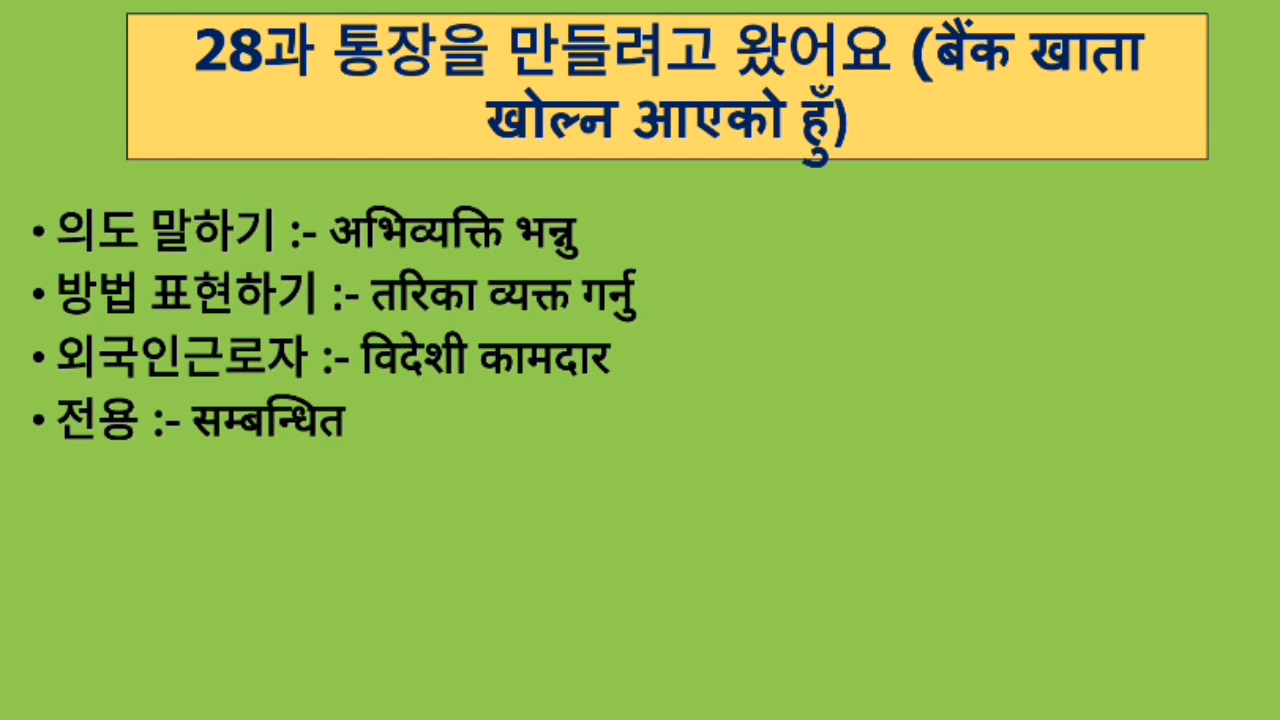 28과 통장을 만들려고 왔어요 (बैंक खाता
खोल्न आएको हुँ)
• 의도 말하기 :- अभिव्यक्ति भन्नु
• 방법 표현하기 :- तरिका व्यक्त गर्नु
• 외국인근로자 :- विदेशी कामदार
• 전용 :- सम्बन्धित